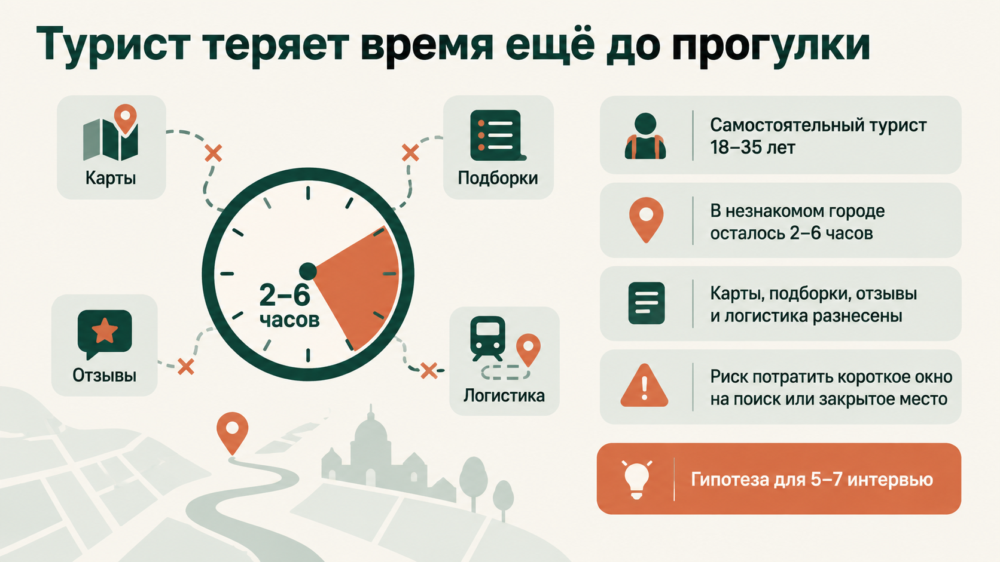 Турист теряет время ещё до прогулки
Карты
Подборки
2–6
часов
Отзывы
Логистика
Самостоятельный турист
18–35 лет
В незнакомом городе
осталось 2–6 часов
Карты, подборки, отзывы
и логистика разнесены
Риск потратить короткое окно
на поиск или закрытое место
Гипотеза для 5–7 интервью